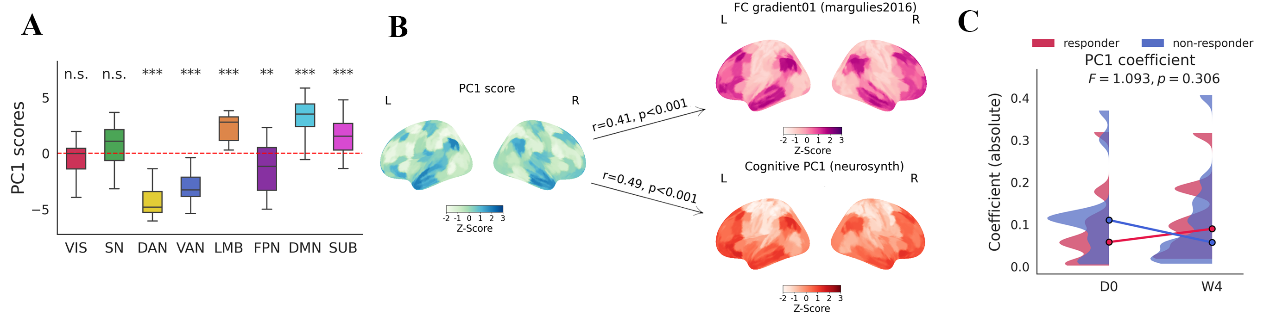 A
n.s. n.s. *** *** *** ** *** ***
PC1 scores
5
0
−5
VIS SN DAN VAN LMB FPN DMN SUB
B
PC1 score
L R
-2 -1 0 1 2 3
Z-Score
r=0.41, p<0.001
r=0.49, p<0.001
FC gradient01 (margulies2016)
L R
-2 -1 0 1 2 3
Z-Score
Cognitive PC1 (neurosynth)
L R
-2 -1 0 1 2 3
Z-Score
C
responder non-responder
PC1 coefficient
F = 1.093, p = 0.306
Coefficient (absolute)
0.4
0.3
0.2
0.1
0.0
D0 W4